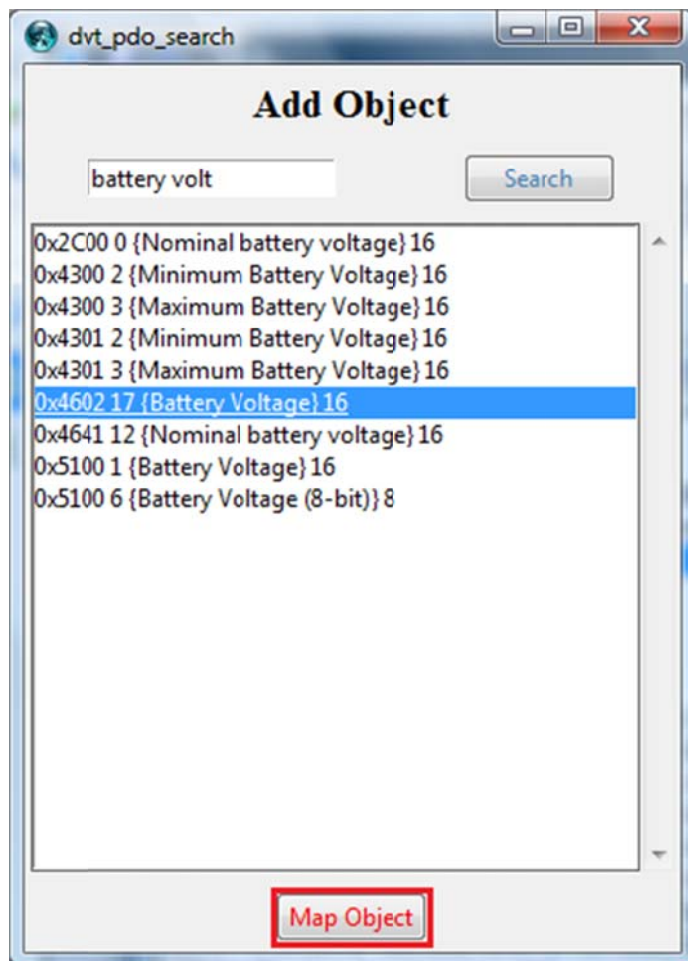 dvt_pdo_search
Add Object
battery volt
Search
0x2C00 0 {Nominal battery voltage} 16
0x4300 2 {Minimum Battery Voltage} 16
0x4300 3 {Maximum Battery Voltage} 16
0x4301 2 {Minimum Battery Voltage} 16
0x4301 3 {Maximum Battery Voltage} 16
0x4602 17 {Battery Voltage} 16
0x4641 12 {Nominal battery voltage} 16
0x5100 1 {Battery Voltage} 16
0x5100 6 {Battery Voltage (8-bit)} 8
Map Object